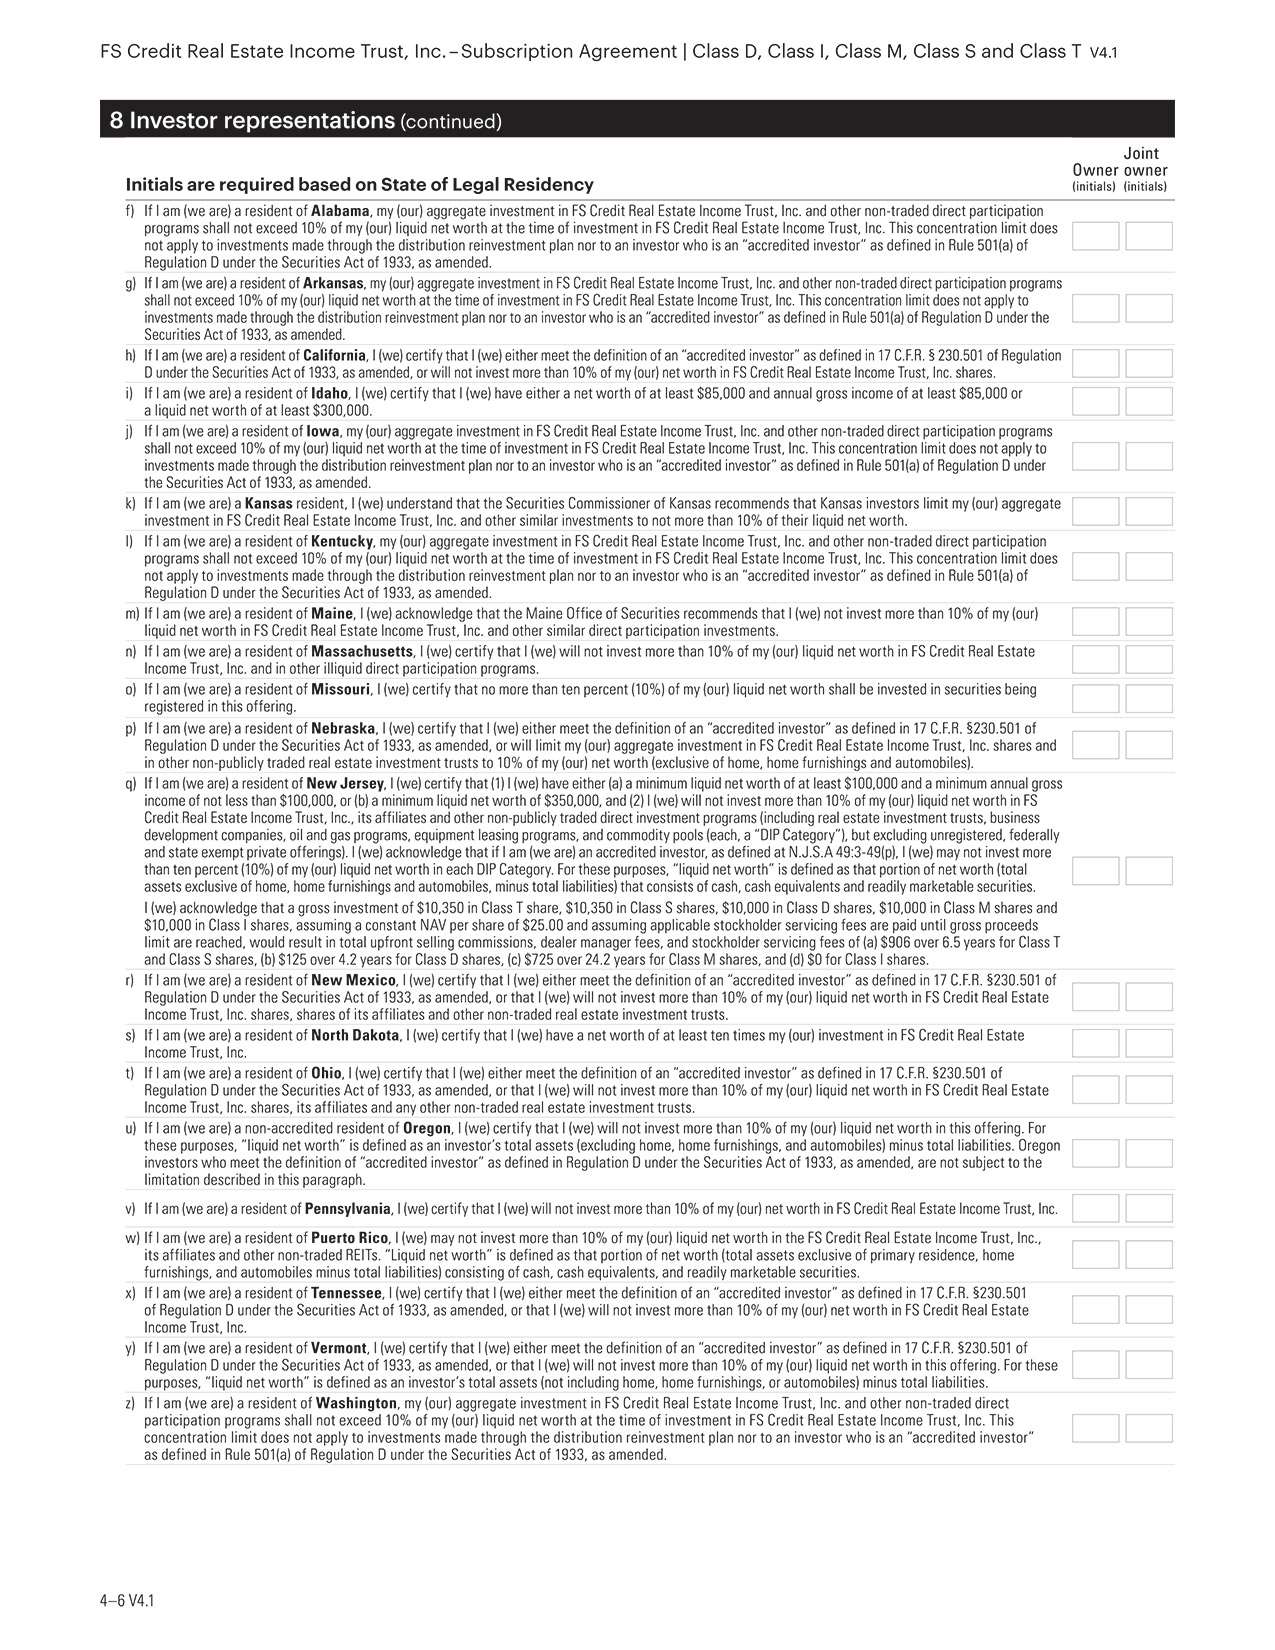 FS Credit Real Estate Income Trust, Inc. – Subscription Agreement | Class D, Class I, Class M, Class S and Class T V4.1
8 Investor representations (continued)
Initials are required based on State of Legal Residency
Owner (initials)
Joint owner (initials)
f) If I am (we are) a resident of Alabama, my (our) aggregate investment in FS Credit Real Estate Income Trust, Inc. and other non-traded direct participation
programs shall not exceed 10% of my (our) liquid net worth at the time of investment in FS Credit Real Estate Income Trust, Inc. This concentration limit does
not apply to investments made through the distribution reinvestment plan nor to an investor who is an “accredited investor” as defined in Rule 501(a) of
Regulation D under the Securities Act of 1933, as amended.
g) If I am (we are) a resident of Arkansas, my (our) aggregate investment in FS Credit Real Estate Income Trust, Inc. and other non-traded direct participation programs
shall not exceed 10% of my (our) liquid net worth at the time of investment in FS Credit Real Estate Income Trust, Inc. This concentration limit does not apply to
investments made through the distribution reinvestment plan nor to an investor who is an “accredited investor” as defined in Rule 501(a) of Regulation D under the
Securities Act of 1933, as amended.
h) If I am (we are) a resident of California, I (we) certify that I (we) either meet the definition of an “accredited investor” as defined in 17 C.F.R. § 230.501 of Regulation
D under the Securities Act of 1933, as amended, or will not invest more than 10% of my (our) net worth in FS Credit Real Estate Income Trust, Inc. shares.
i) If I am (we are) a resident of Idaho, I (we) certify that I (we) have either a net worth of at least $85,000 and annual gross income of at least $85,000 or
a liquid net worth of at least $300,000.
j) If I am (we are) a resident of Iowa, my (our) aggregate investment in FS Credit Real Estate Income Trust, Inc. and other non-traded direct participation programs
shall not exceed 10% of my (our) liquid net worth at the time of investment in FS Credit Real Estate Income Trust, Inc. This concentration limit does not apply to
investments made through the distribution reinvestment plan nor to an investor who is an “accredited investor” as defined in Rule 501(a) of Regulation D under
the Securities Act of 1933, as amended.
k) If I am (we are) a Kansas resident, I (we) understand that the Securities Commissioner of Kansas recommends that Kansas investors limit my (our) aggregate
investment in FS Credit Real Estate Income Trust, Inc. and other similar investments to not more than 10% of their liquid net worth.
l) If I am (we are) a resident of Kentucky, my (our) aggregate investment in FS Credit Real Estate Income Trust, Inc. and other non-traded direct participation
programs shall not exceed 10% of my (our) liquid net worth at the time of investment in FS Credit Real Estate Income Trust, Inc. This concentration limit does
not apply to investments made through the distribution reinvestment plan nor to an investor who is an “accredited investor” as defined in Rule 501(a) of
Regulation D under the Securities Act of 1933, as amended.
m) If I am (we are) a resident of Maine, I (we) acknowledge that the Maine Office of Securities recommends that I (we) not invest more than 10% of my (our)
liquid net worth in FS Credit Real Estate Income Trust, Inc. and other similar direct participation investments.
n) If I am (we are) a resident of Massachusetts, I (we) certify that I (we) will not invest more than 10% of my (our) liquid net worth in FS Credit Real Estate
Income Trust, Inc. and in other illiquid direct participation programs.
o) If I am (we are) a resident of Missouri, I (we) certify that no more than ten percent (10%) of my (our) liquid net worth shall be invested in securities being
registered in this offering.
p) If I am (we are) a resident of Nebraska, I (we) certify that I (we) either meet the definition of an “accredited investor” as defined in 17 C.F.R. §230.501 of
Regulation D under the Securities Act of 1933, as amended, or will limit my (our) aggregate investment in FS Credit Real Estate Income Trust, Inc. shares and
in other non-publicly traded real estate investment trusts to 10% of my (our) net worth (exclusive of home, home furnishings and automobiles).
q) If I am (we are) a resident of New Jersey, I (we) certify that (1) I (we) have either (a) a minimum liquid net worth of at least $100,000 and a minimum annual gross
income of not less than $100,000, or (b) a minimum liquid net worth of $350,000, and (2) I (we) will not invest more than 10% of my (our) liquid net worth in FS
Credit Real Estate Income Trust, Inc., its affiliates and other non-publicly traded direct investment programs (including real estate investment trusts, business
development companies, oil and gas programs, equipment leasing programs, and commodity pools (each, a “DIP Category”), but excluding unregistered, federally
and state exempt private offerings). I (we) acknowledge that if I am (we are) an accredited investor, as defined at N.J.S.A 49:3-49(p), I (we) may not invest more
than ten percent (10%) of my (our) liquid net worth in each DIP Category. For these purposes, “liquid net worth” is defined as that portion of net worth (total
assets exclusive of home, home furnishings and automobiles, minus total liabilities) that consists of cash, cash equivalents and readily marketable securities.
I (we) acknowledge that a gross investment of $10,350 in Class T share, $10,350 in Class S shares, $10,000 in Class D shares, $10,000 in Class M shares and
$10,000 in Class I shares, assuming a constant NAV per share of $25.00 and assuming applicable stockholder servicing fees are paid until gross proceeds
limit are reached, would result in total upfront selling commissions, dealer manager fees, and stockholder servicing fees of (a) $906 over 6.5 years for Class T
and Class S shares, (b) $125 over 4.2 years for Class D shares, (c) $725 over 24.2 years for Class M shares, and (d) $0 for Class I shares.
r) If I am (we are) a resident of New Mexico, I (we) certify that I (we) either meet the definition of an “accredited investor” as defined in 17 C.F.R. §230.501 of
Regulation D under the Securities Act of 1933, as amended, or that I (we) will not invest more than 10% of my (our) liquid net worth in FS Credit Real Estate
Income Trust, Inc. shares, shares of its affiliates and other non-traded real estate investment trusts.
s) If I am (we are) a resident of North Dakota, I (we) certify that I (we) have a net worth of at least ten times my (our) investment in FS Credit Real Estate
Income Trust, Inc.
t) If I am (we are) a resident of Ohio, I (we) certify that I (we) either meet the definition of an “accredited investor” as defined in 17 C.F.R. §230.501 of
Regulation D under the Securities Act of 1933, as amended, or that I (we) will not invest more than 10% of my (our) liquid net worth in FS Credit Real Estate
Income Trust, Inc. shares, its affiliates and any other non-traded real estate investment trusts.
u) If I am (we are) a non-accredited resident of Oregon, I (we) certify that I (we) will not invest more than 10% of my (our) liquid net worth in this offering. For
these purposes, “liquid net worth” is defined as an investor’s total assets (excluding home, home furnishings, and automobiles) minus total liabilities. Oregon
investors who meet the definition of “accredited investor” as defined in Regulation D under the Securities Act of 1933, as amended, are not subject to the
limitation described in this paragraph.
v) If I am (we are) a resident of Pennsylvania, I (we) certify that I (we) will not invest more than 10% of my (our) net worth in FS Credit Real Estate Income Trust, Inc.
w) If I am (we are) a resident of Puerto Rico, I (we) may not invest more than 10% of my (our) liquid net worth in the FS Credit Real Estate Income Trust, Inc.,
its affiliates and other non-traded REITs. “Liquid net worth” is defined as that portion of net worth (total assets exclusive of primary residence, home
furnishings, and automobiles minus total liabilities) consisting of cash, cash equivalents, and readily marketable securities.
x) If I am (we are) a resident of Tennessee, I (we) certify that I (we) either meet the definition of an “accredited investor” as defined in 17 C.F.R. §230.501
of Regulation D under the Securities Act of 1933, as amended, or that I (we) will not invest more than 10% of my (our) net worth in FS Credit Real Estate
Income Trust, Inc.
y) If I am (we are) a resident of Vermont, I (we) certify that I (we) either meet the definition of an “accredited investor” as defined in 17 C.F.R. §230.501 of
Regulation D under the Securities Act of 1933, as amended, or that I (we) will not invest more than 10% of my (our) liquid net worth in this offering. For these
purposes, “liquid net worth” is defined as an investor’s total assets (not including home, home furnishings, or automobiles) minus total liabilities.
z) If I am (we are) a resident of Washington, my (our) aggregate investment in FS Credit Real Estate Income Trust, Inc. and other non-traded direct
participation programs shall not exceed 10% of my (our) liquid net worth at the time of investment in FS Credit Real Estate Income Trust, Inc. This
concentration limit does not apply to investments made through the distribution reinvestment plan nor to an investor who is an “accredited investor”
as defined in Rule 501(a) of Regulation D under the Securities Act of 1933, as amended.
4–6 V4.1